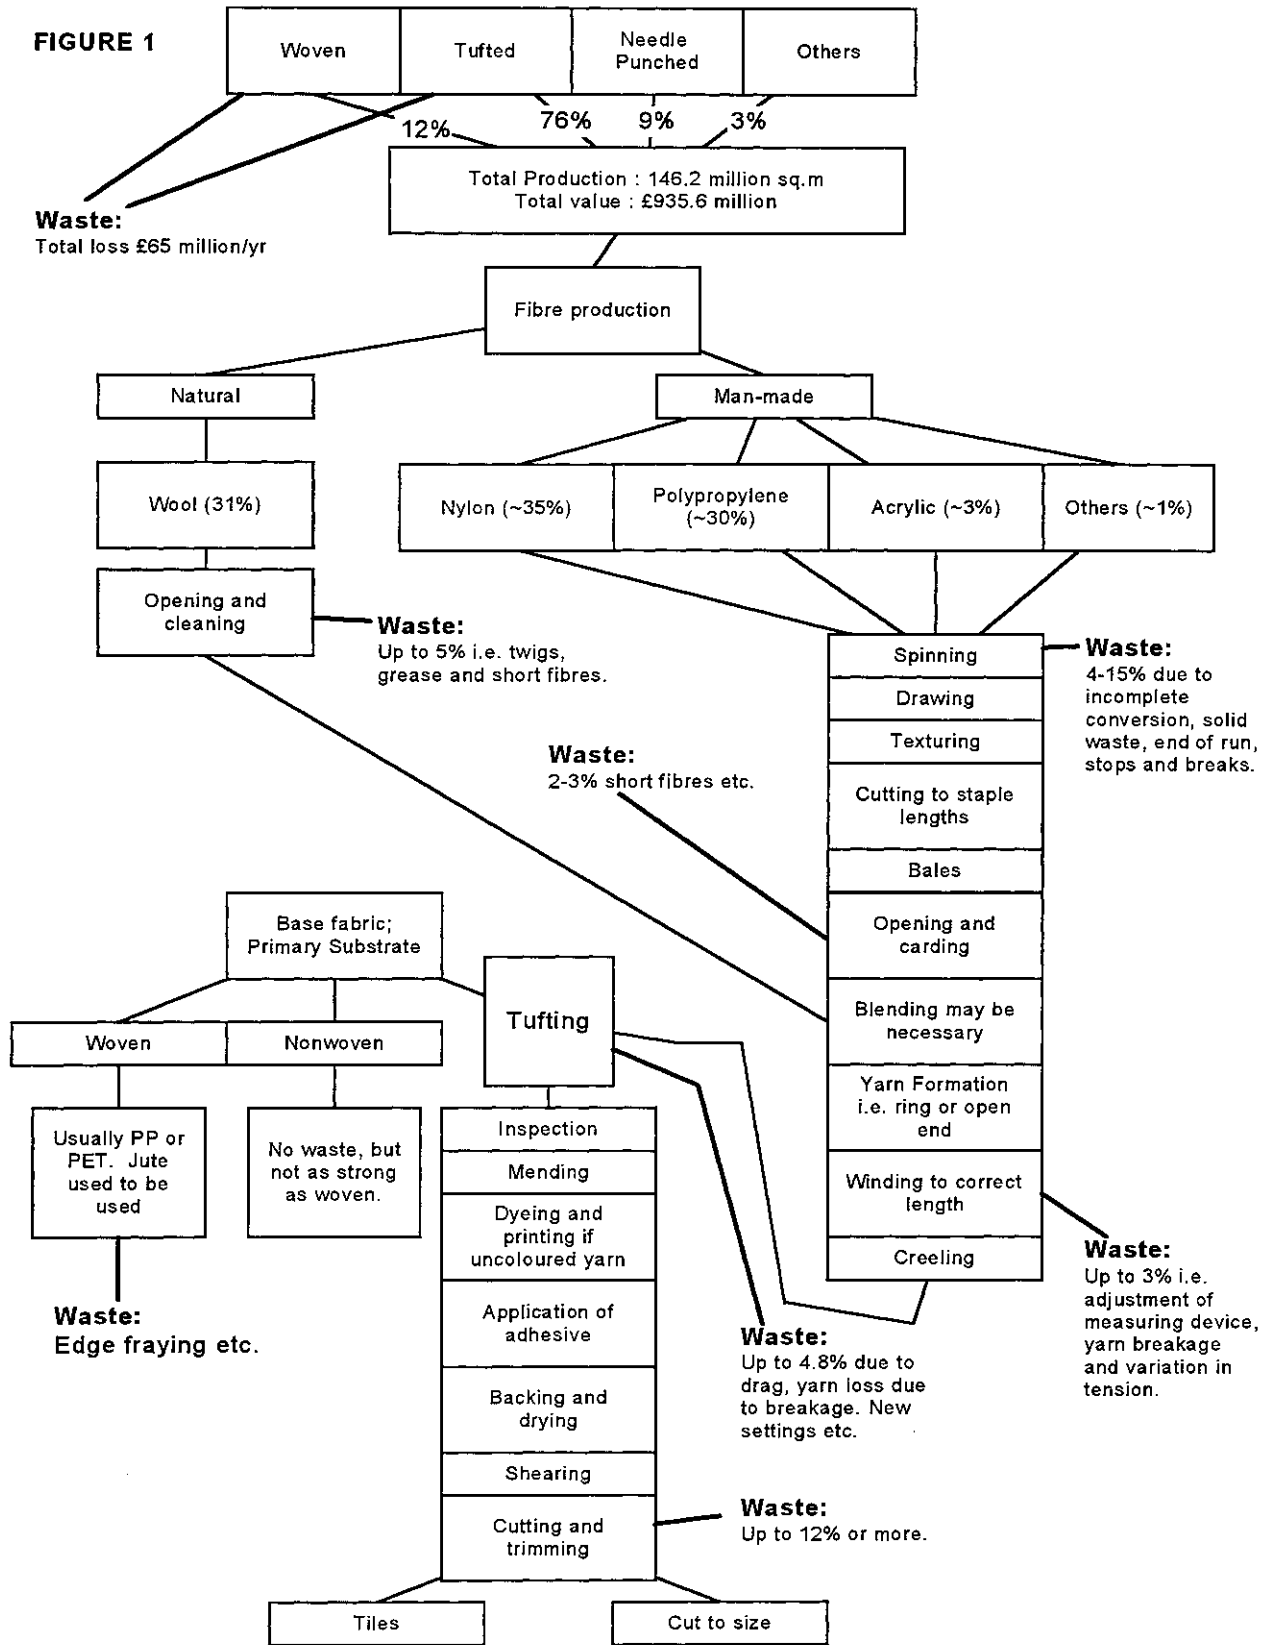 FIGURE 1
Woven
Tufted
Needle
Punched
Others
12%
76%
9%
3%
Total Production : 146.2 million sq.m
Total value : £935.6 million
Waste:
Total loss £65 million/yr
Fibre production
Natural
Man-made
Wool (31%)
Nylon (~35%)
Polypropylene
(~30%)
Acrylic (~3%)
Others (~1%)
Opening and
cleaning
Waste:
Up to 5% i.e. twigs,
grease and short fibres.
Spinning
Waste:
4-15% due to
incomplete
conversion, solid
waste, end of run,
stops and breaks.
Drawing
Texturing
Waste:
2-3% short fibres etc.
Cutting to staple
lengths
Bales
Opening and
carding
Blending may be
necessary
Yarn Formation
i.e. ring or open
end
Winding to correct
length
Creeling
Waste:
Up to 3% i.e.
adjustment of
measuring device,
yarn breakage
and variation in
tension.
Base fabric;
Primary Substrate
Tufting
Woven
Nonwoven
Usually PP or
PET. Jute
used to be
used
No waste, but
not as strong
as woven.
Waste:
Edge fraying etc.
Inspection
Mending
Dyeing and
printing if
uncoloured yarn
Application of
adhesive
Backing and
drying
Shearing
Cutting and
trimming
Waste:
Up to 4.8% due to
drag, yarn loss due
to breakage. New
settings etc.
Waste:
Up to 12% or more.
Tiles
Cut to size